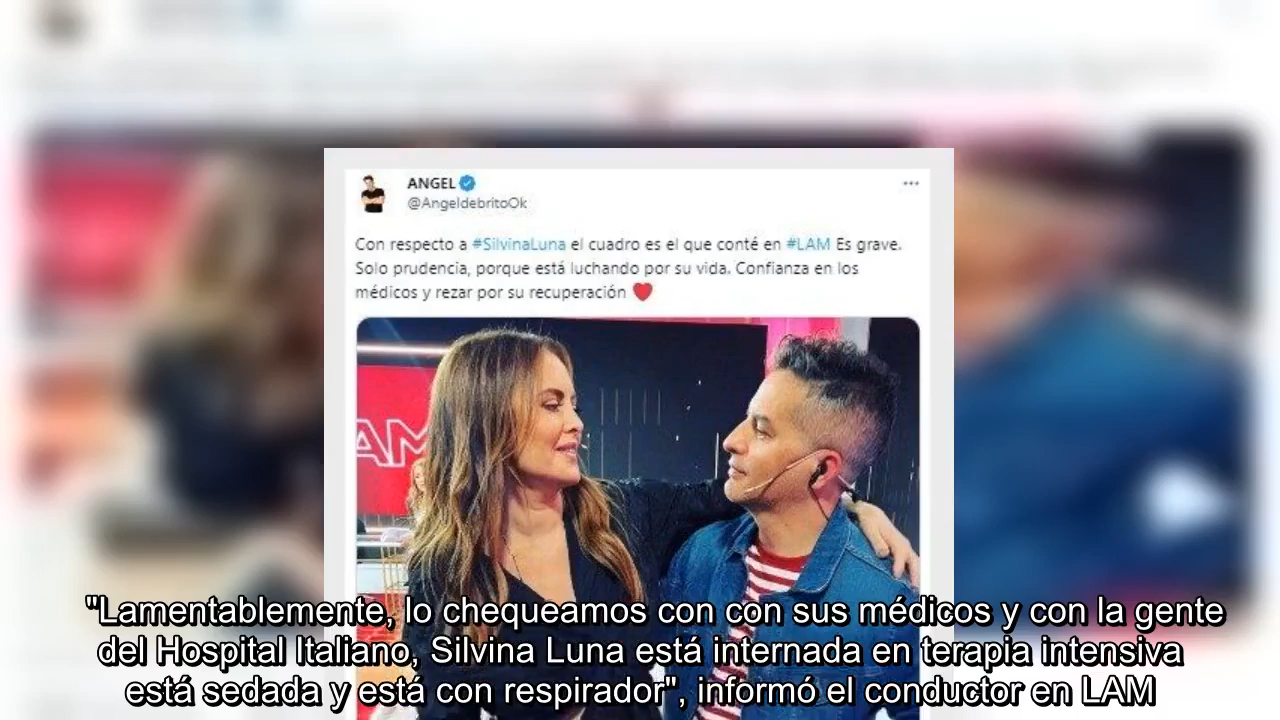 ANGEL
@AngeldebritoOk
Con respecto a #SilvinaLuna el cuadro es el que conté en #LAM Es grave.
Solo prudencia, porque está luchando por su vida. Confianza en los
médicos y rezar por su recuperación ❤
"Lamentablemente, lo chequeamos con con sus médicos y con la gente
del Hospital Italiano, Silvina Luna está internada en terapia intensiva
está sedada y está con respirador", informó el conductor en LAM